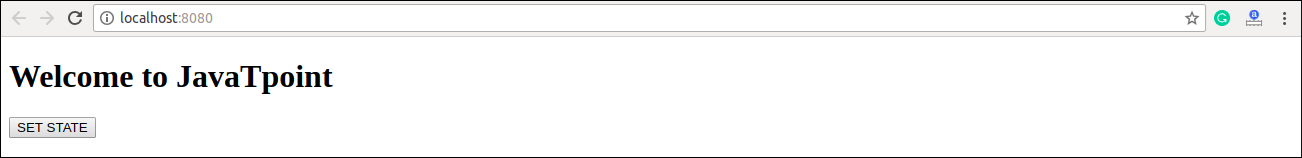 localhost:8080
Welcome to JavaTpoint
SET STATE